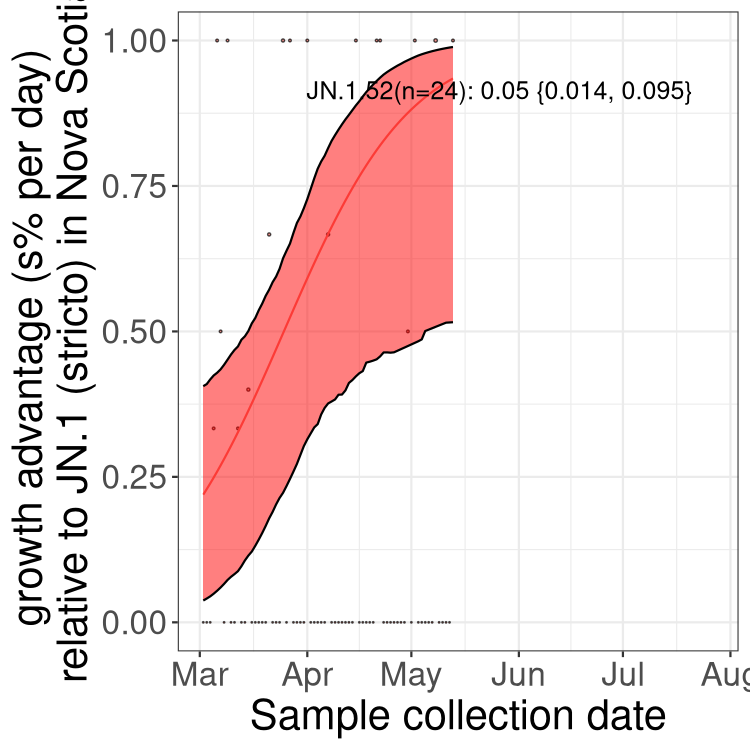 growth advantage (s% per day)
relative to JN.1 (stricto) in Nova Scotia
1.00
0.75
0.50
0.25
0.00
JN.1.52(n=24): 0.05 {0.014, 0.095}
Mar Apr May Jun Jul Aug
Sample collection date